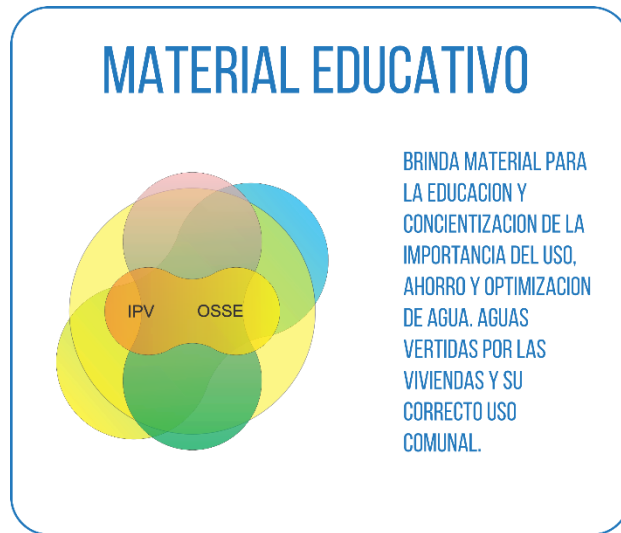 MATERIAL EDUCATIVO
BRINDA MATERIAL PARA
LA EDUCACION Y
CONCIENTIZACION DE LA
IMPORTANCIA DEL USO,
AHORRO Y OPTIMIZACION
DE AGUA. AGUAS
VERTIDAS POR LAS
VIVIENDAS Y SU
CORRECTO USO
COMUNAL.
IPV OSSE